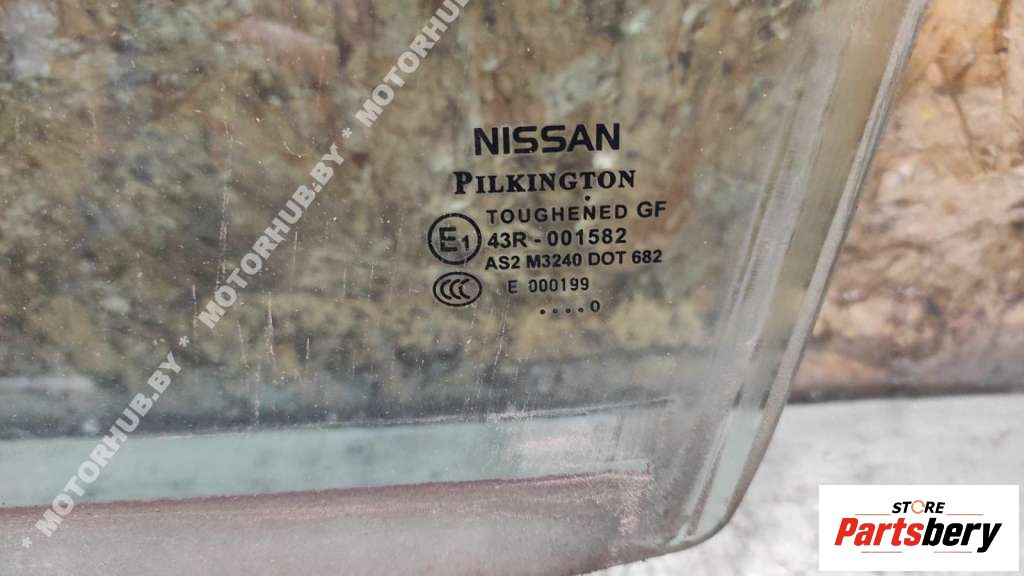 NISSAN
PILKINGTON
TOUGHENED GF
E1 43R - 001582
AS2 M3240 DOT 682
CCC E 000199
....0
* MOTORHUB.BY * MOTORHUB.BY * MOTORHUB.BY *
STORE
Partsbery